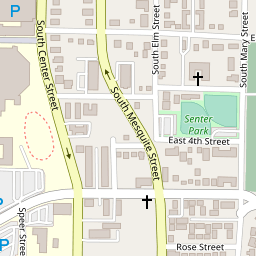 P
South Center Street
South Mesquite Street
South Elm Street
South Mary Street
E
Senter
Park
East 4th Street
Speer Street
P
P
Rose Street